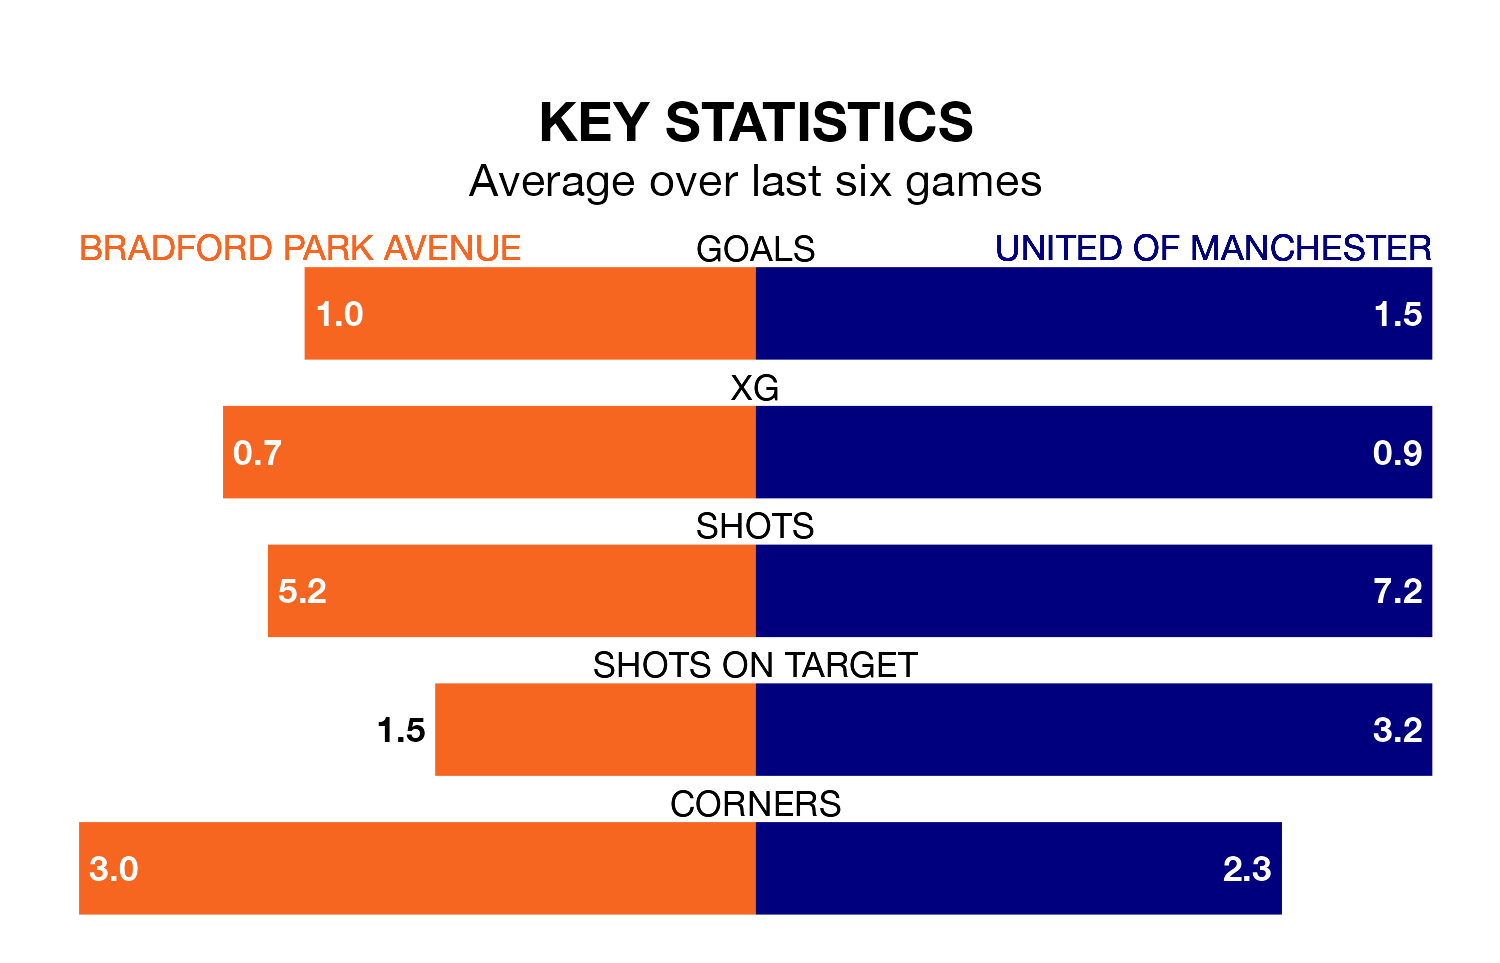 KEY STATISTICS
Average over last six games
BRADFORD PARK AVENUE GOALS UNITED OF MANCHESTER
1.0 1.5
XG
0.7 0.9
SHOTS
5.2 7.2
SHOTS ON TARGET
1.5 3.2
CORNERS
3.0 2.3